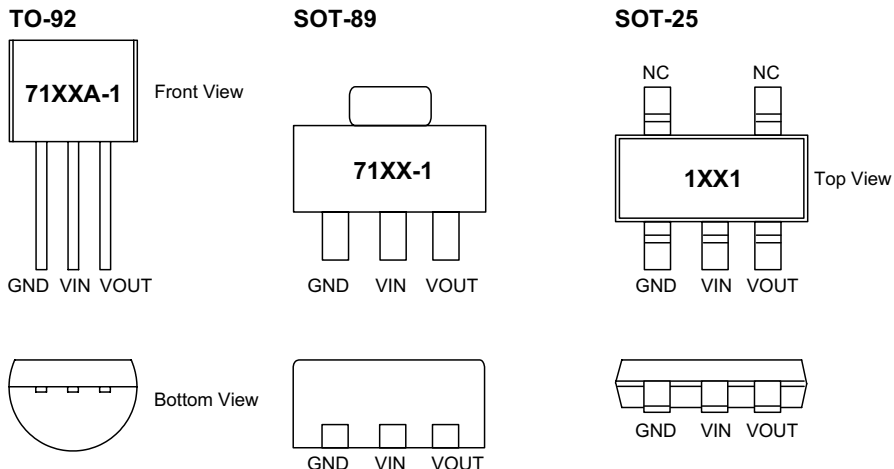 TO-92 SOT-89 SOT-25
NC NC
71XXA-1 Front View
71XX-1
1XX1 Top View
GND VIN VOUT GND VIN VOUT GND VIN VOUT
Bottom View
GND VIN VOUT
GND VIN VOUT